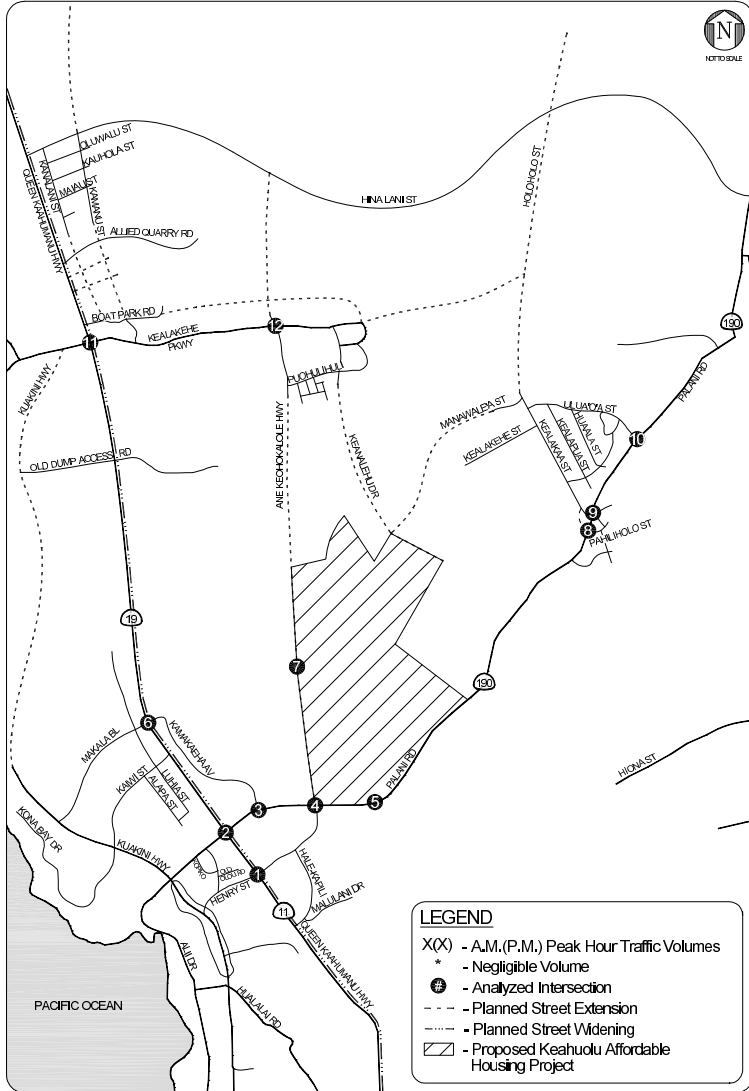 N
NOT TO SCALE
OLUWALU ST
KAUHOLA ST
MAIAU ST
KANALANI ST
KAMANU ST
QUEEN KAAHUMANU HWY
ALLIED QUARRY RD
HINA LANI ST
HOLOHOLO ST
BOAT PARK RD
KEALAKEHE
PKWY
11
12
190
KUAKINI HWY
PUOHULIHULI
PALANI RD
MANAWALE'A ST
ULUAO'A ST
HUAALA ST
KEALAPUA ST
KEALAKAA ST
KEALAKEHE ST
10
ANE KEOHOKALOLE HWY
KEANALEHU DR
OLD DUMP ACCESS RD
9
8
PAHILIHOLO ST
19
7
190
6
KAMAKAEHA AV
MAKALA BL
KAIWI ST
LUHIA ST
ALAPA ST
PALANI RD
HIONA ST
3
4
5
2
KONA BAY DR
KUAKINI HWY
HENRY ST
1
HALE-KAPILI
MALULANI DR
11
QUEEN KAAHUMANU HWY
ALII DR
HUALALAI RD
PACIFIC OCEAN
LEGEND
X(X) - A.M.(P.M.) Peak Hour Traffic Volumes
* - Negligible Volume
# - Analyzed Intersection
- Planned Street Extension
- Planned Street Widening
- Proposed Keahuolu Affordable
Housing Project